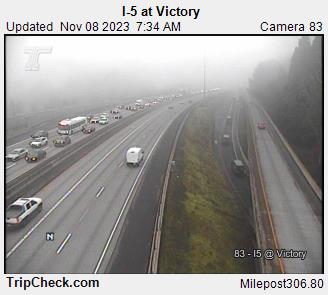 I-5 at Victory
Updated Nov 08 2023 7:34 AM Camera 83
N
83 - I5 @ Victory
TripCheck.com Milepost306.80